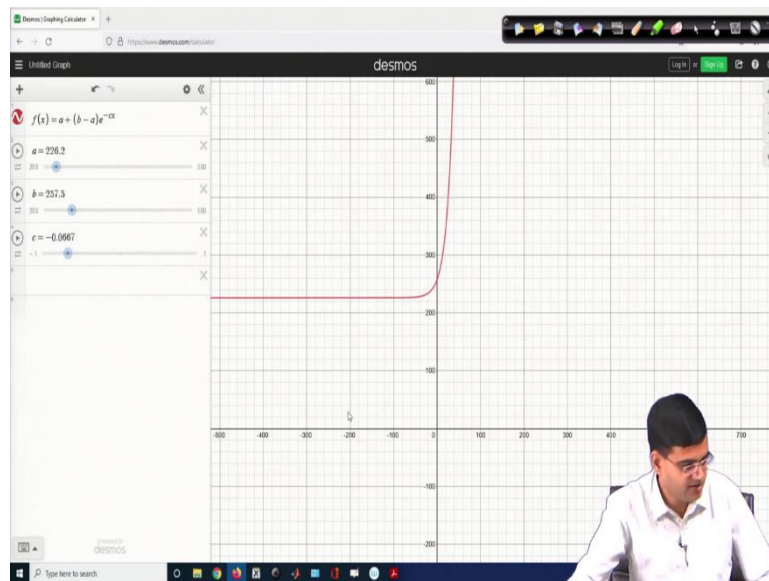 Desmos | Graphing Calculator
https://www.desmos.com/calculator
Untitled Graph
desmos
Log In or Sign Up
f(x) = a + (b − a)e^{−cx}
a = 226.2
200 500
b = 257.5
200 500
c = −0.0667
-.1 .1
600
500
400
300
200
100
-500 -400 -300 -200 -100 0 100 200 300 400 700
-100
-200
powered by
desmos
Type here to search